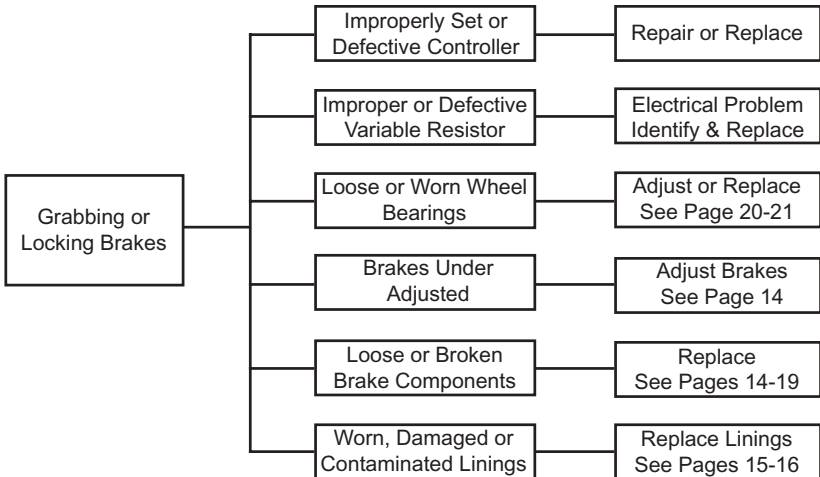 Grabbing or
Locking Brakes
Improperly Set or
Defective Controller
Repair or Replace
Improper or Defective
Variable Resistor
Electrical Problem
Identify & Replace
Loose or Worn Wheel
Bearings
Adjust or Replace
See Page 20-21
Brakes Under
Adjusted
Adjust Brakes
See Page 14
Loose or Broken
Brake Components
Replace
See Pages 14-19
Worn, Damaged or
Contaminated Linings
Replace Linings
See Pages 15-16